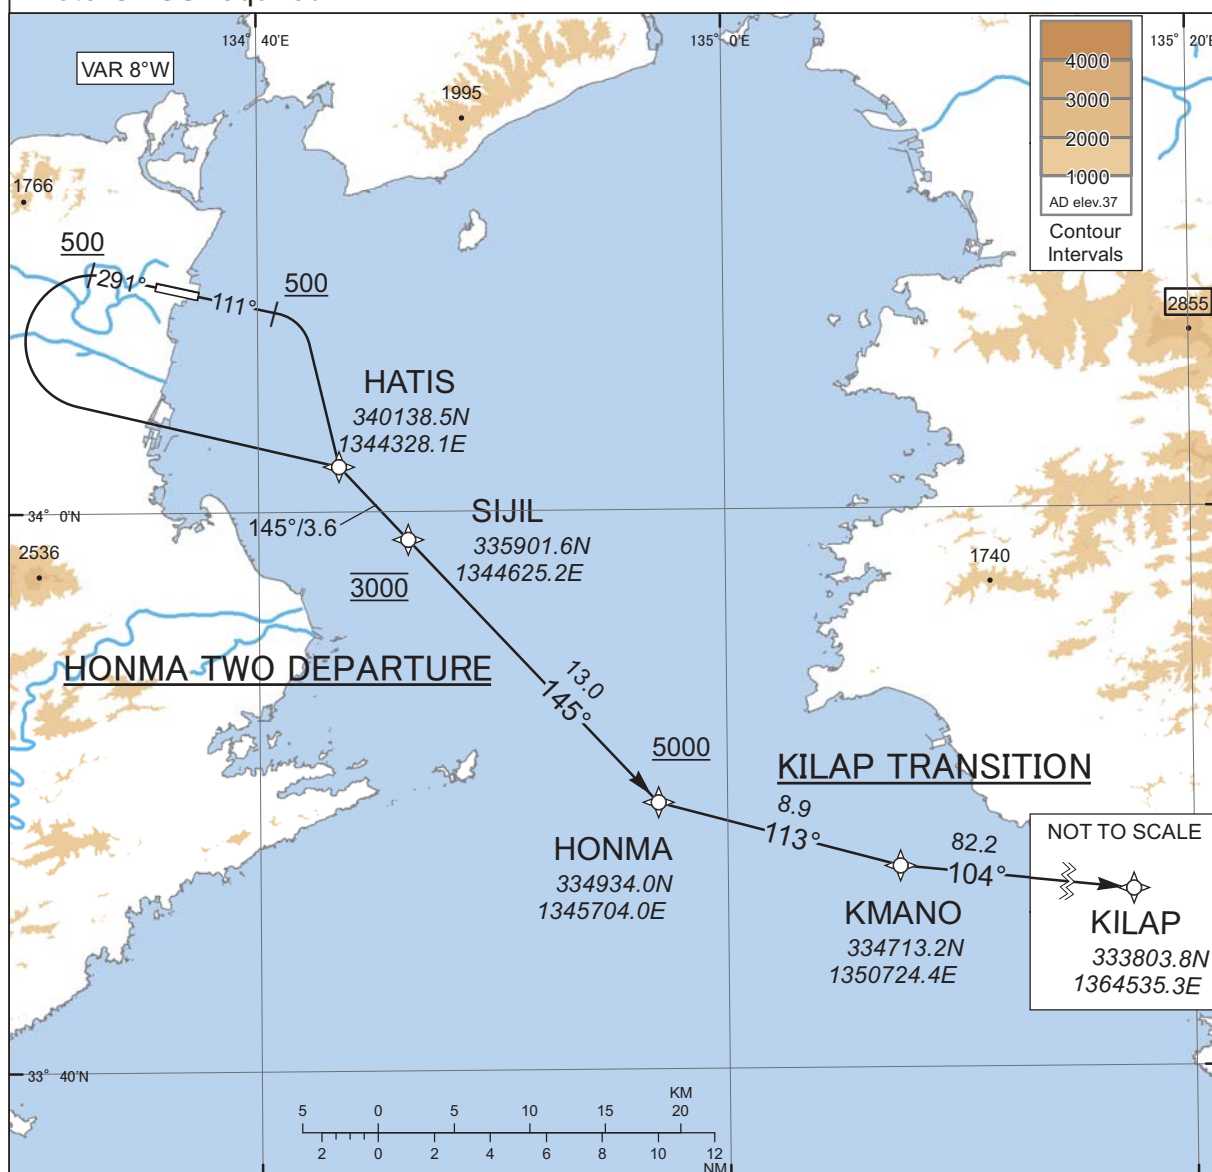 134° 40'E
135° 0'E
135° 20'E
VAR 8°W
4000
3000
2000
1000
AD elev.37
Contour
Intervals
1995
1766
500
291°
111°
500
2855
HATIS
340138.5N
1344328.1E
34° 0'N
145°/3.6
SIJIL
335901.6N
1344625.2E
3000
2536
1740
HONMA TWO DEPARTURE
13.0
145°
5000
KILAP TRANSITION
8.9
113°
82.2
104°
NOT TO SCALE
HONMA
334934.0N
1345704.0E
KMANO
334713.2N
1350724.4E
KILAP
333803.8N
1364535.3E
33° 40'N
KM
5 0 5 10 15 20
2 0 2 4 6 8 10 12
NM